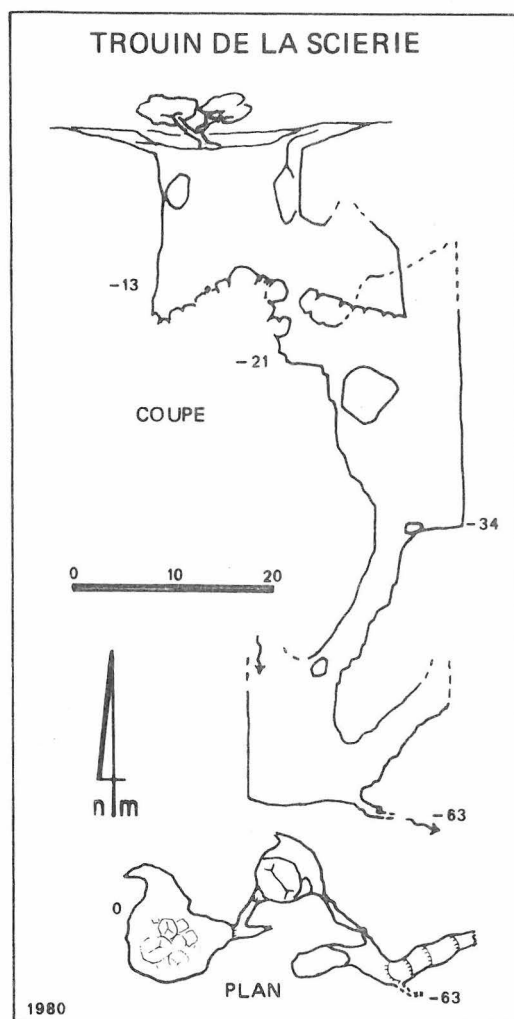 TROUIN DE LA SCIERIE
-13
-21
COUPE
-34
0 10 20
nm
-63
0
PLAN
-63
1980